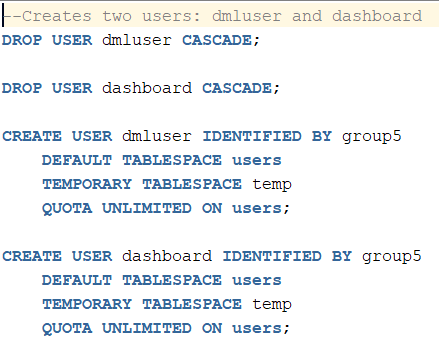 --Creates two users: dmluser and dashboard
DROP USER dmluser CASCADE;
DROP USER dashboard CASCADE;
CREATE USER dmluser IDENTIFIED BY group5
DEFAULT TABLESPACE users
TEMPORARY TABLESPACE temp
QUOTA UNLIMITED ON users;
CREATE USER dashboard IDENTIFIED BY group5
DEFAULT TABLESPACE users
TEMPORARY TABLESPACE temp
QUOTA UNLIMITED ON users;